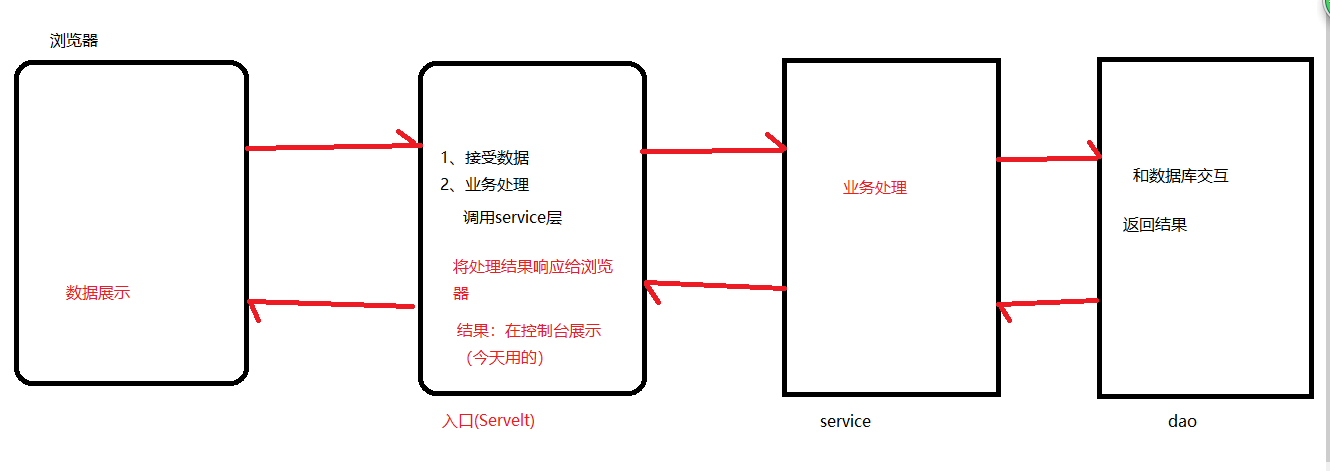 浏览器
数据展示
1、接受数据
2、业务处理
调用service层
将处理结果响应给浏览
器
结果：在控制台展示
（今天用的）
入口(Servelt)
业务处理
service
和数据库交互
返回结果
dao